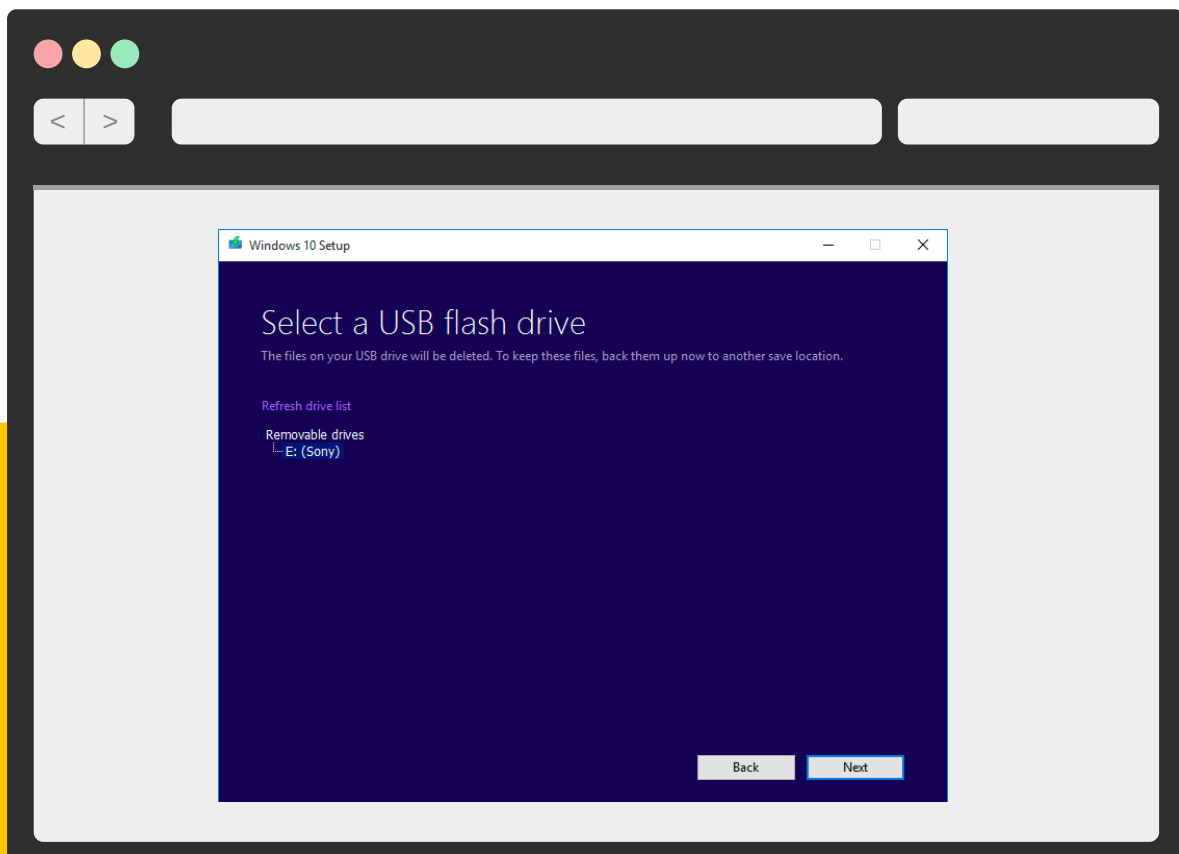 < >
Windows 10 Setup
Select a USB flash drive
The files on your USB drive will be deleted. To keep these files, back them up now to another save location.
Refresh drive list
Removable drives
E: (Sony)
Back Next